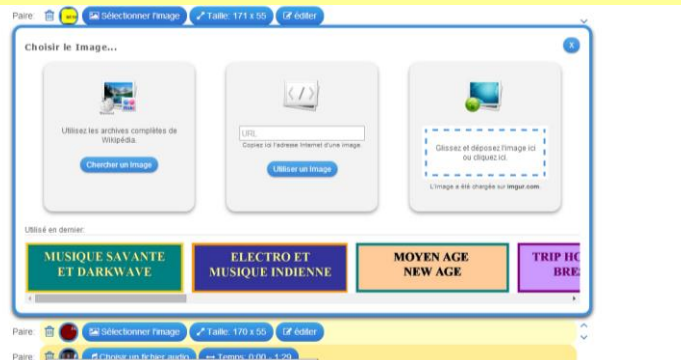 Paire:
Sélectionner l'image
Taille: 171 x 55
éditer
Choisir le Image...
X
Utilisez les archives complètes de
Wikipédia.
Chercher un Image
URL
Copiez ici l'adresse Internet d'une image.
Utiliser un Image
Glissez et déposez l'image ici
ou cliquez ici.
L'image a été chargée sur imgur.com.
Utilisé en dernier:
MUSIQUE SAVANTE
ET DARKWAVE
ELECTRO ET
MUSIQUE INDIENNE
MOYEN AGE
NEW AGE
TRIP HO
BRE
Paire:
Sélectionner l'image
Taille: 170 x 55
éditer
Paire:
Choisir un fichier audio
Temps: 0:00 - 1:29